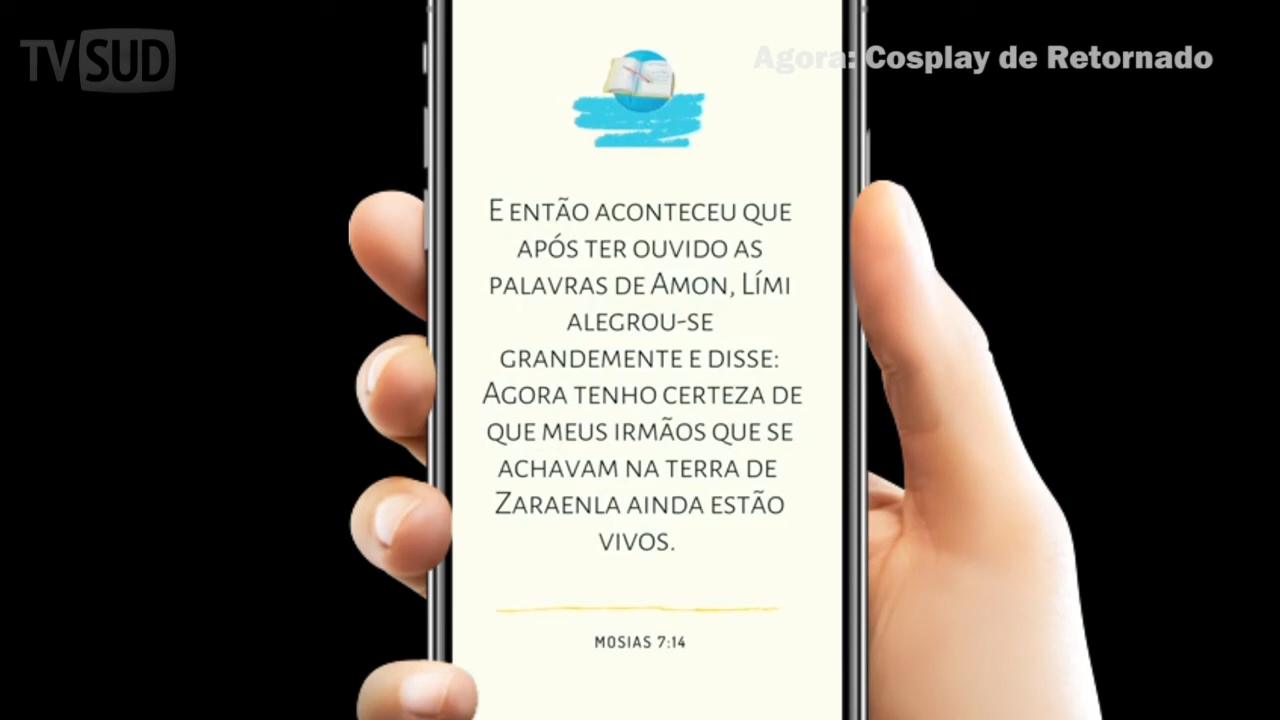 TV SUD
Agora: Cosplay de Retornado
E ENTÃO ACONTECEU QUE
APÓS TER OUVIDO AS
PALAVRAS DE AMON, LÍMI
ALEGROU-SE
GRANDEMENTE E DISSE:
AGORA TENHO CERTEZA DE
QUE MEUS IRMÃOS QUE SE
ACHAVAM NA TERRA DE
ZARAENLA AINDA ESTÃO
VIVOS.
MOSIAS 7:14